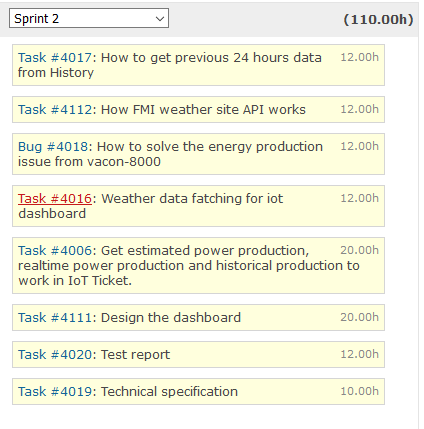 Sprint 2 (110.00h)
Task #4017: How to get previous 24 hours data 12.00h
from History
Task #4112: How FMI weather site API works 12.00h
Bug #4018: How to solve the energy production 12.00h
issue from vacon-8000
Task #4016: Weather data fatching for iot 12.00h
dashboard
Task #4006: Get estimated power production, 20.00h
realtime power production and historical production to
work in IoT Ticket.
Task #4111: Design the dashboard 20.00h
Task #4020: Test report 12.00h
Task #4019: Technical specification 10.00h